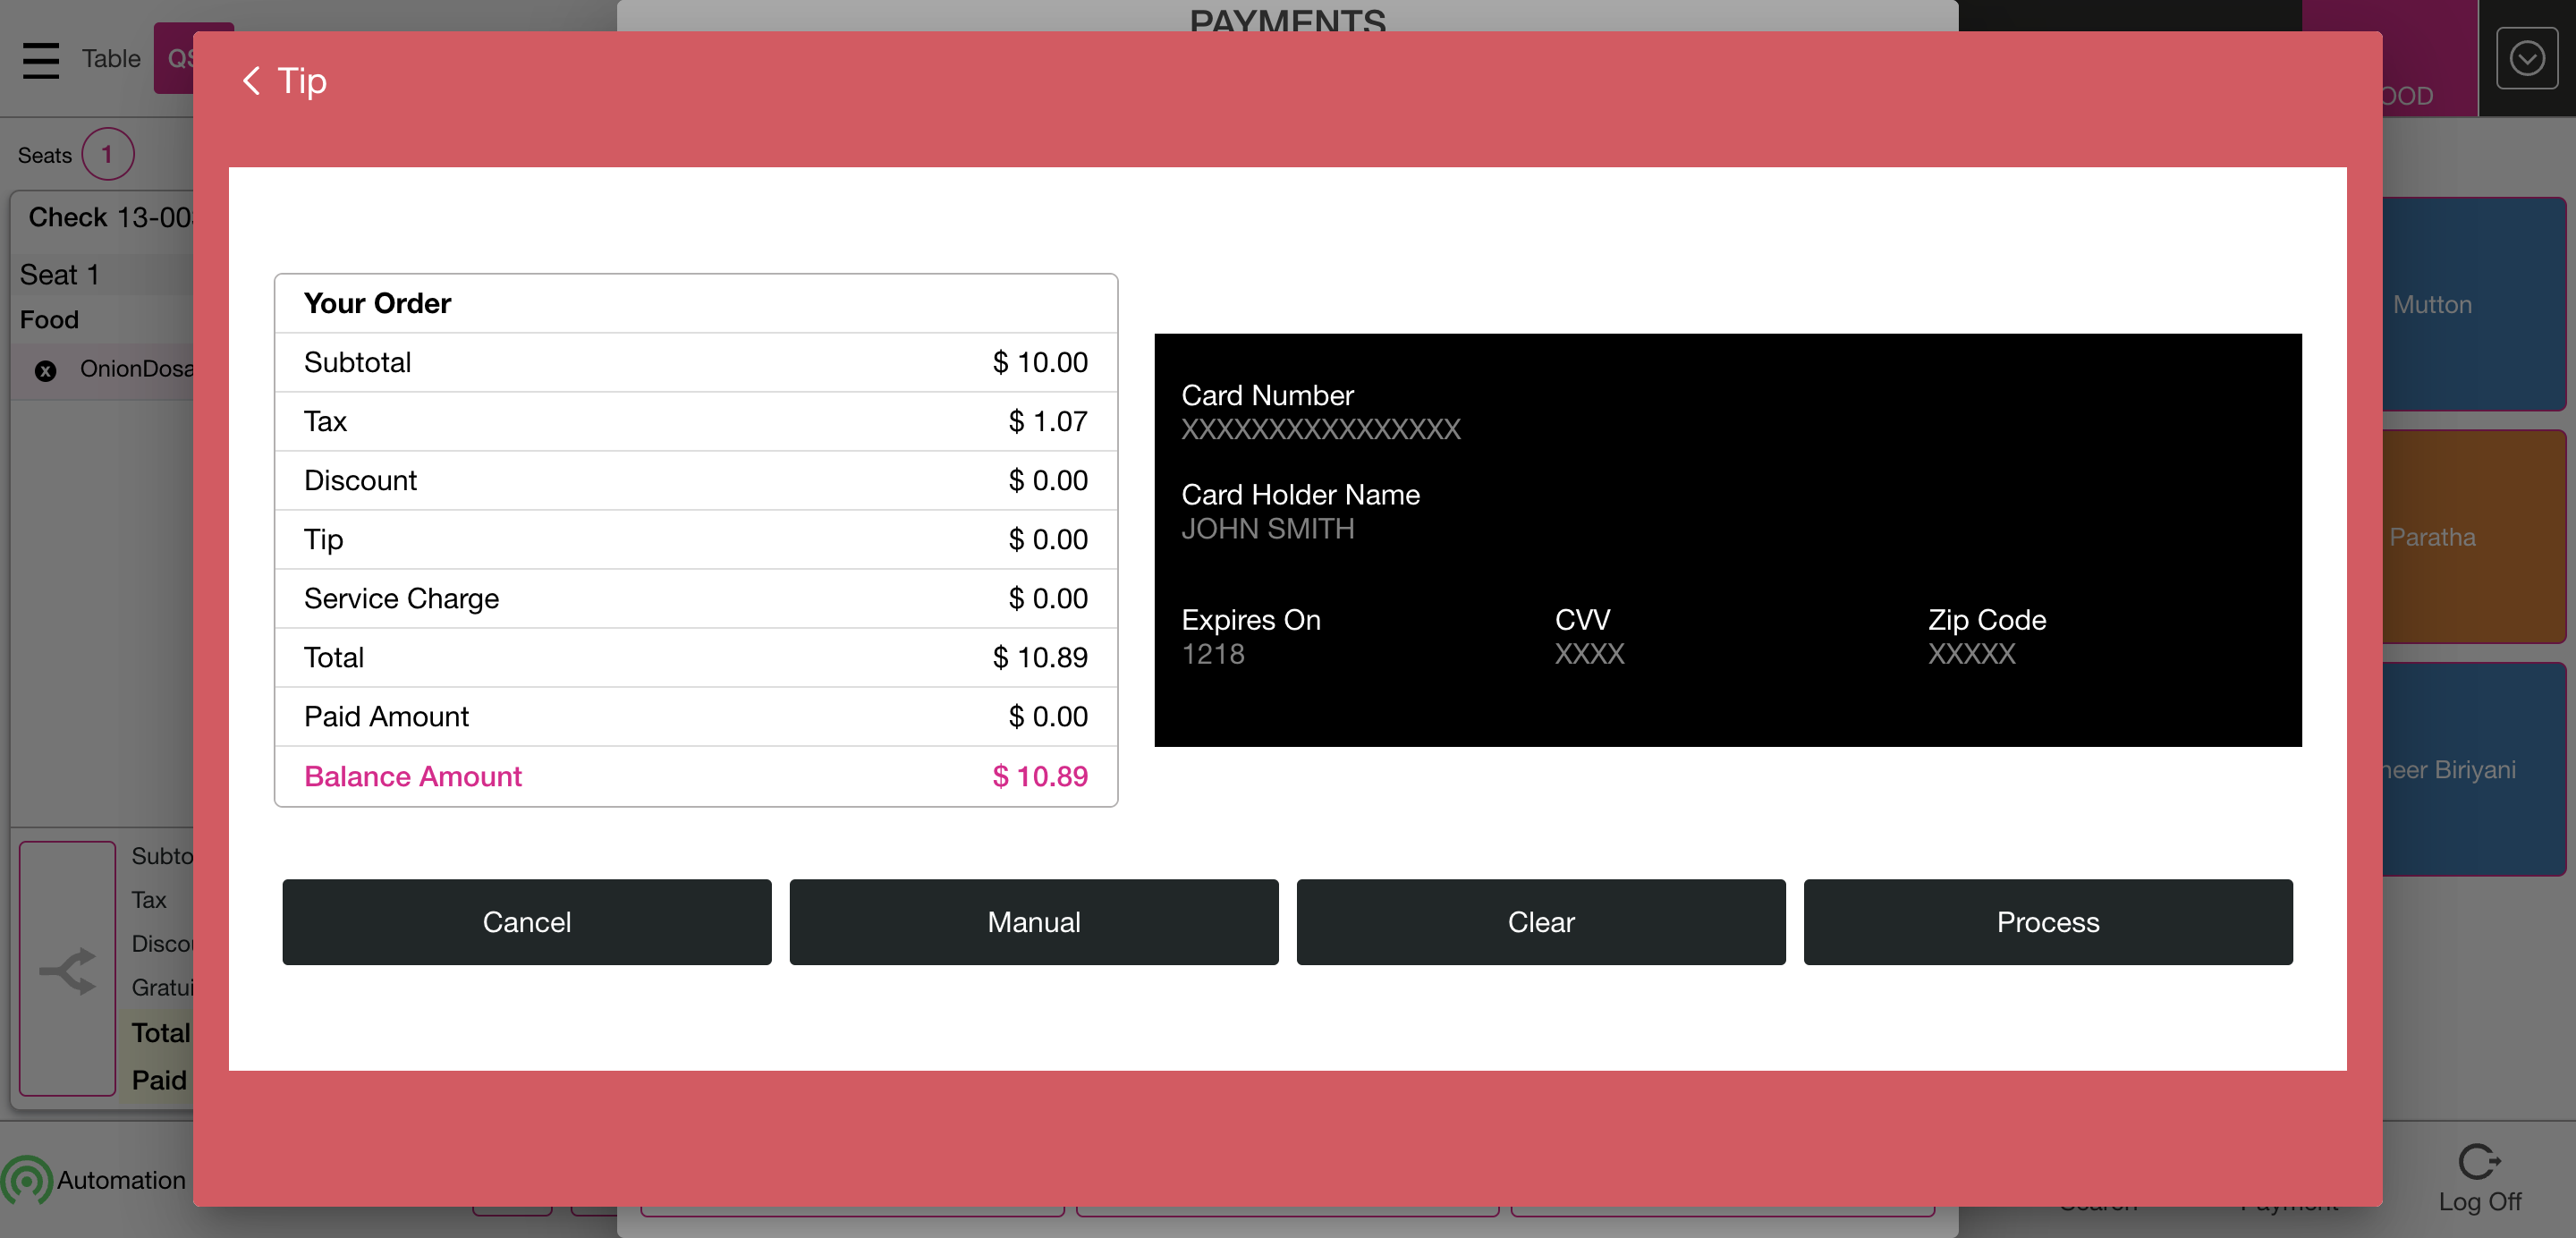 PAYMENTS
Table
Tip
Seats 1
Check 13-00
Seat 1
Food
x OnionDosa
Your Order
Subtotal $ 10.00
Tax $ 1.07
Discount $ 0.00
Tip $ 0.00
Service Charge $ 0.00
Total $ 10.89
Paid Amount $ 0.00
Balance Amount $ 10.89
Card Number
XXXXXXXXXXXXXXXX
Card Holder Name
JOHN SMITH
Expires On CVV Zip Code
1218 XXXX XXXXX
Mutton
Paratha
neer Biriyani
Cancel Manual Clear Process
Subto
Tax
Disco
Gratui
Total
Paid
Automation
Search Payment
Log Off